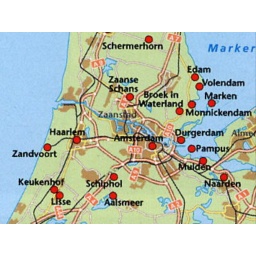 Schermerhorn
Marker
Edam
Zaanse
Schans
Volendam
Broek in
Waterland
Marken
Monnickendam
Zaanstad
Haarlem
Durgerdam
Amsterdam
Zandvoort
Pampus
A10
Muiden
Keukenhof
Schiphol
Naarden
Lisse
Aalsmeer